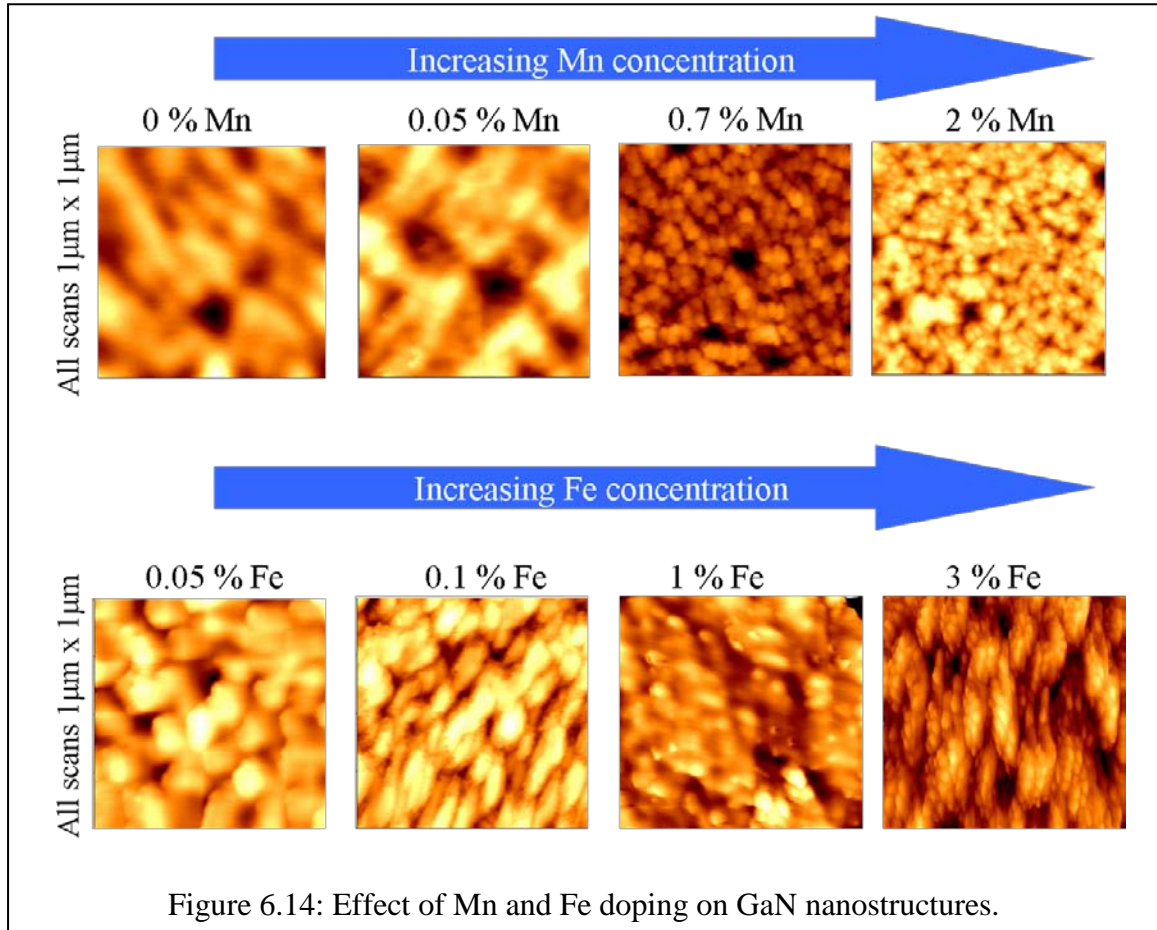 Increasing Mn concentration
0 % Mn 0.05 % Mn 0.7 % Mn 2 % Mn
All scans 1μm x 1μm
Increasing Fe concentration
0.05 % Fe 0.1 % Fe 1 % Fe 3 % Fe
All scans 1μm x 1μm
Figure 6.14: Effect of Mn and Fe doping on GaN nanostructures.